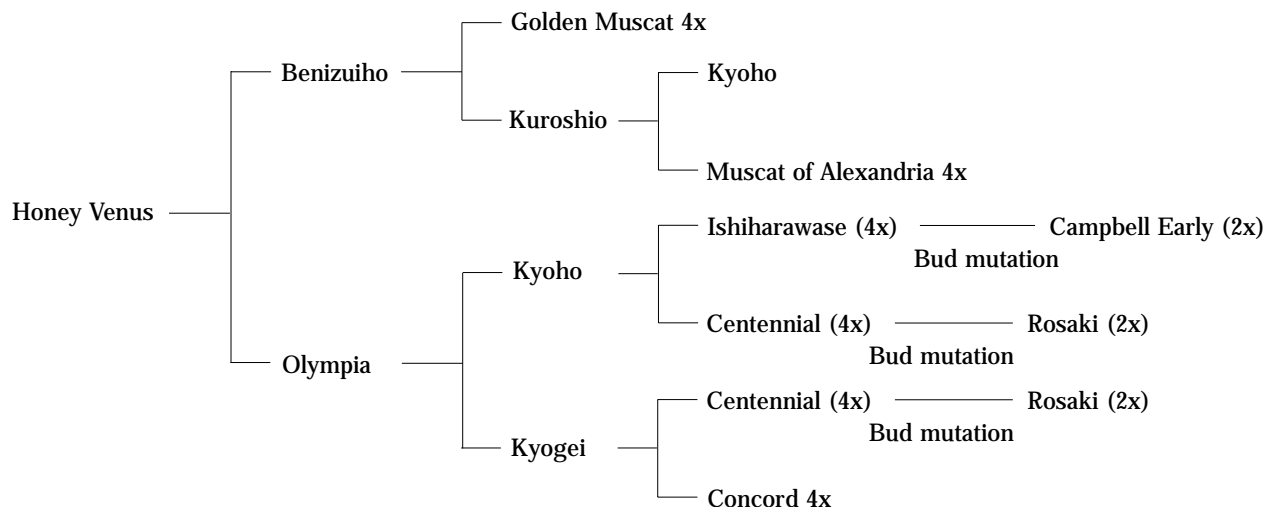 Golden Muscat 4x
Benizuiho
Kyoho
Kuroshio
Muscat of Alexandria 4x
Honey Venus
Ishiharawase (4x) Campbell Early (2x)
Bud mutation
Kyoho
Centennial (4x) Rosaki (2x)
Bud mutation
Olympia
Centennial (4x) Rosaki (2x)
Bud mutation
Kyogei
Concord 4x